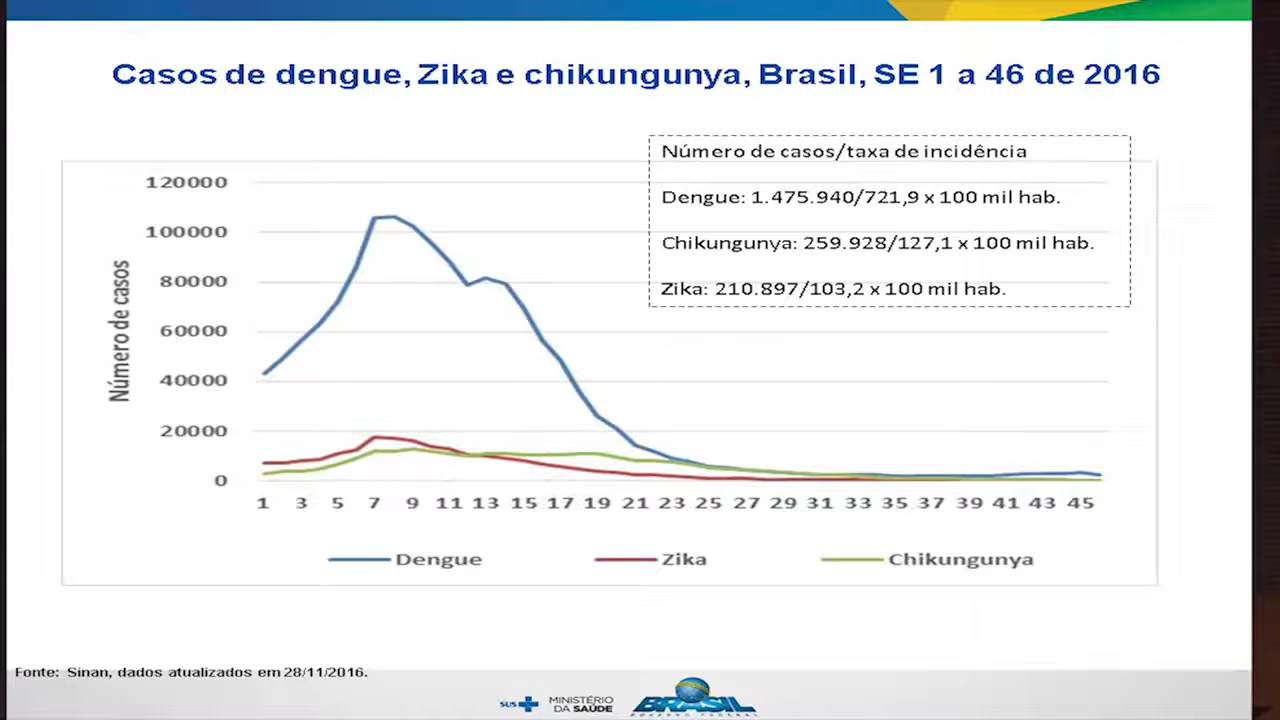 Casos de dengue, Zika e chikungunya, Brasil, SE 1 a 46 de 2016
Número de casos/taxa de incidência
Dengue: 1.475.940/721,9 x 100 mil hab.
Chikungunya: 259.928/127,1 x 100 mil hab.
Zika: 210.897/103,2 x 100 mil hab.
120000
100000
80000
60000
40000
20000
0
Número de casos
1 3 5 7 9 11 13 15 17 19 21 23 25 27 29 31 33 35 37 39 41 43 45
Dengue Zika Chikungunya
Fonte: Sinan, dados atualizados em 28/11/2016.
SUS
MINISTÉRIO
DA SAÚDE
BRASIL
GOVERNO FEDERAL